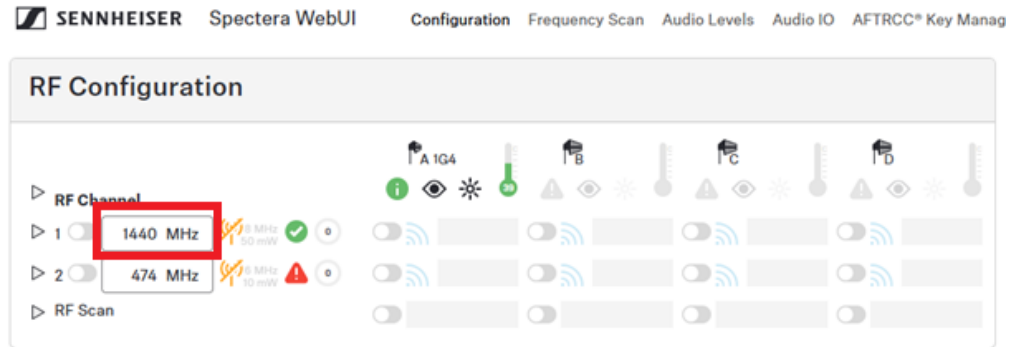 SENNHEISER Spectera WebUI Configuration Frequency Scan Audio Levels Audio IO AFTRCC® Key Manag
RF Configuration
A 1G4 B C D
39
RF Channel
1 1440 MHz 8 MHz 50 mW 0
2 474 MHz 6 MHz 10 mW 0
RF Scan